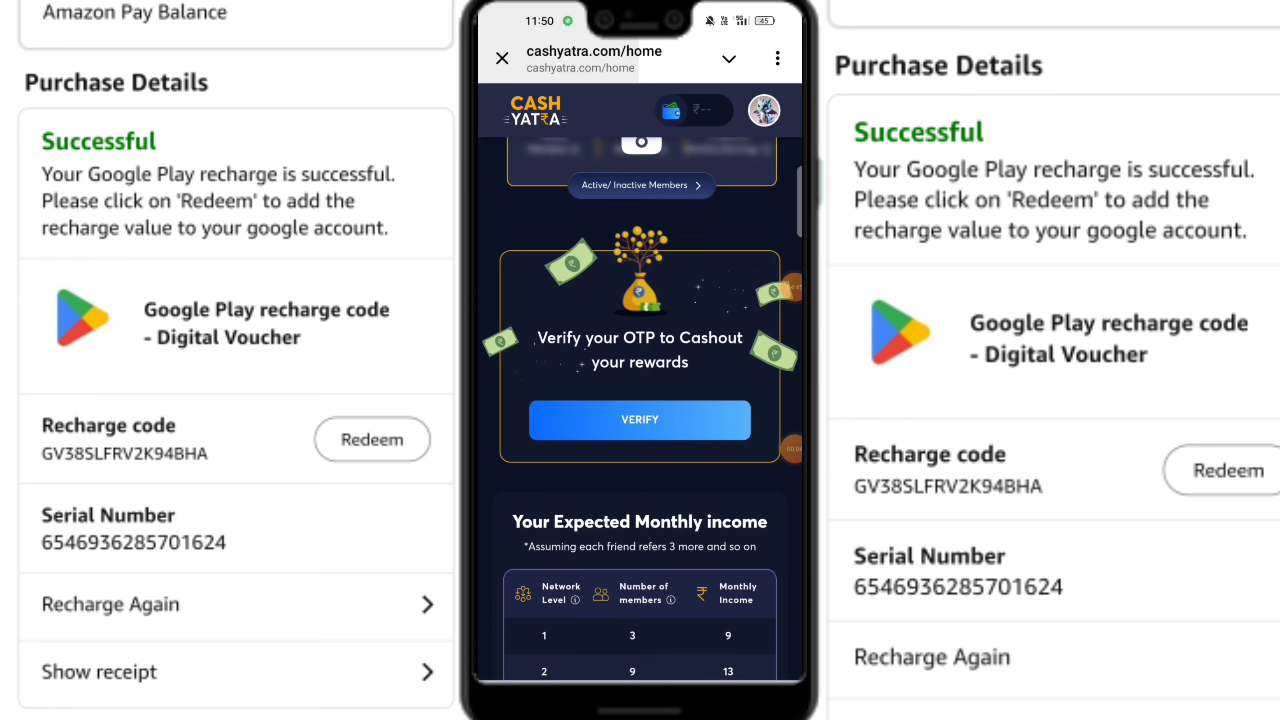 Amazon Pay Balance
Purchase Details
Successful
Your Google Play recharge is successful.
Please click on 'Redeem' to add the
recharge value to your google account.
Google Play recharge code
- Digital Voucher
Recharge code
GV38SLFRV2K94BHA
Redeem
Serial Number
6546936285701624
Recharge Again
Show receipt
11:50
5G
45
cashyatra.com/home
cashyatra.com/home
CASH
YATRA
₹--
Active/ Inactive Members
Verify your OTP to Cashout
your rewards
VERIFY
Your Expected Monthly income
*Assuming each friend refers 3 more and so on
Network Level
Number of members
Monthly Income
1 3 9
2 9 13
Purchase Details
Successful
Your Google Play recharge is successful.
Please click on 'Redeem' to add the
recharge value to your google account.
Google Play recharge code
- Digital Voucher
Recharge code
GV38SLFRV2K94BHA
Redeem
Serial Number
6546936285701624
Recharge Again